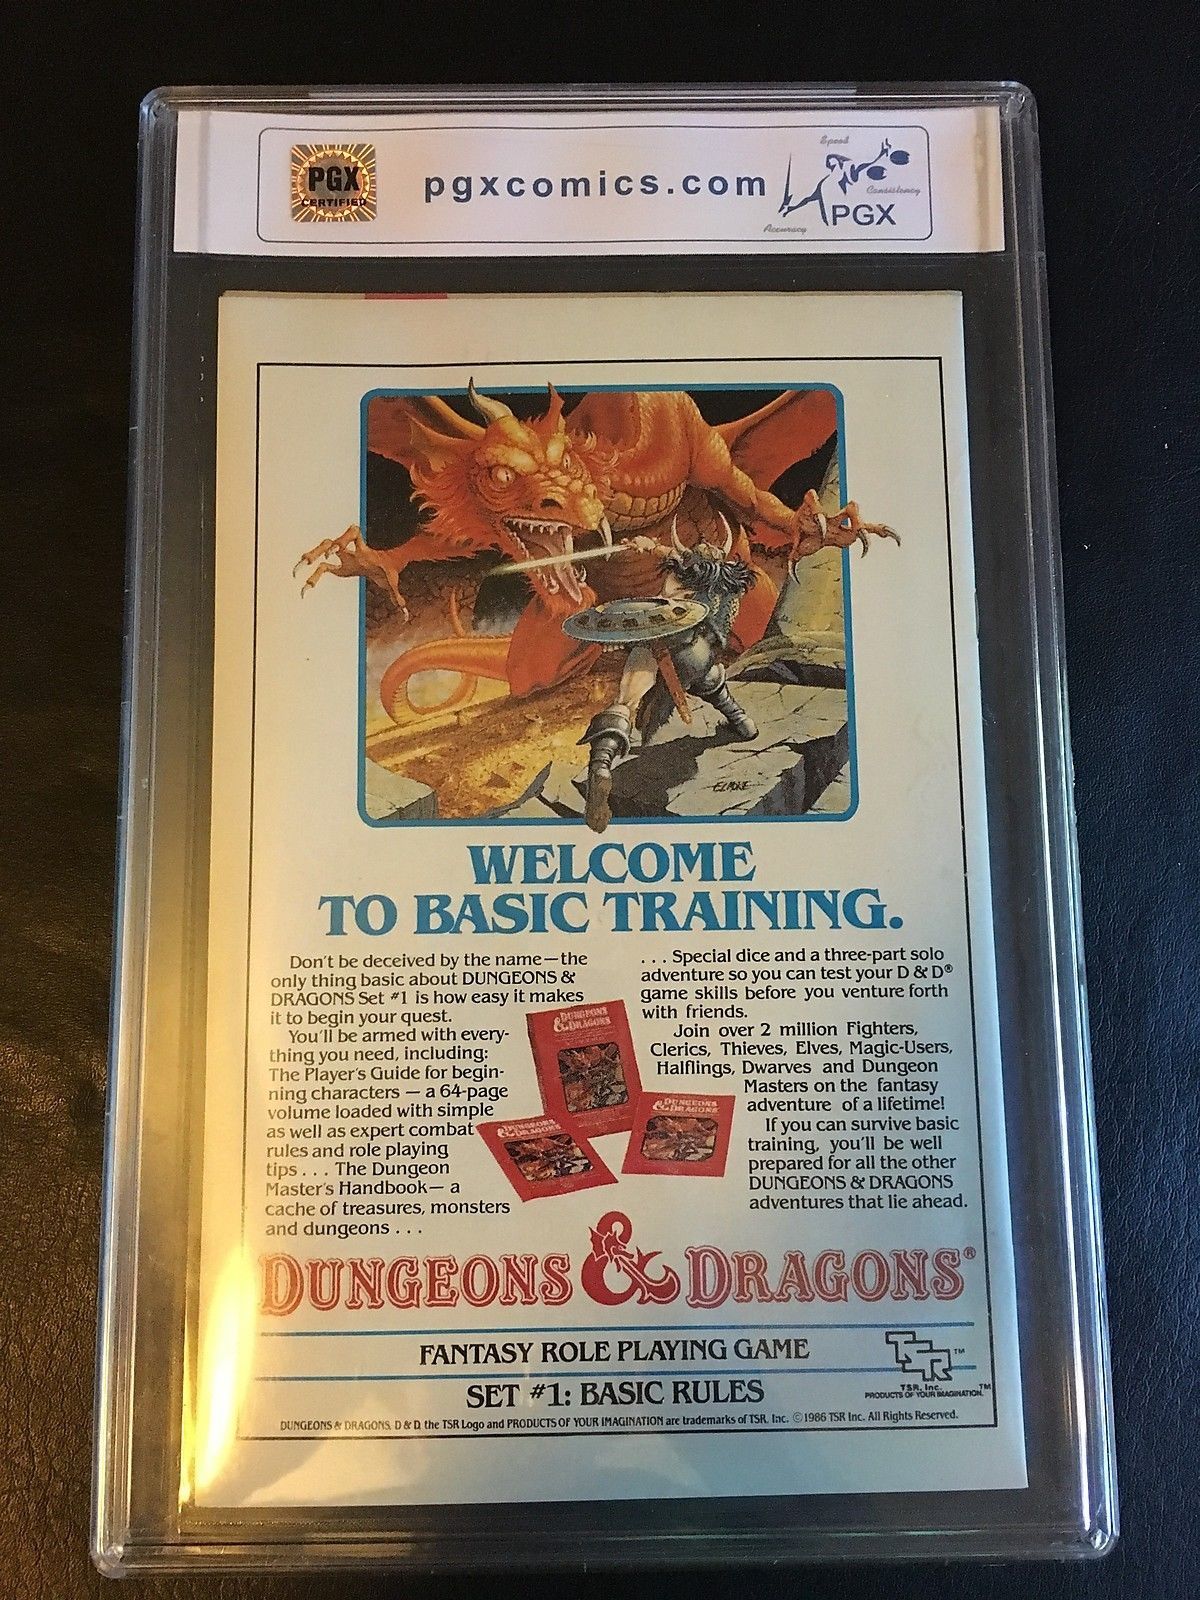 PGX
CERTIFIED
pgxcomics.com
Speed
Consistency
Accuracy
PGX
ELMORE
WELCOME
TO BASIC TRAINING.
Don't be deceived by the name—the
only thing basic about DUNGEONS &
DRAGONS Set #1 is how easy it makes
it to begin your quest.
You'll be armed with every-
thing you need, including:
The Player's Guide for begin-
ning characters — a 64-page
volume loaded with simple
as well as expert combat
rules and role playing
tips . . . The Dungeon
Master's Handbook— a
cache of treasures, monsters
and dungeons . . .
. . . Special dice and a three-part solo
adventure so you can test your D & D®
game skills before you venture forth
with friends.
Join over 2 million Fighters,
Clerics, Thieves, Elves, Magic-Users,
Halflings, Dwarves and Dungeon
Masters on the fantasy
adventure of a lifetime!
If you can survive basic
training, you'll be well
prepared for all the other
DUNGEONS & DRAGONS
adventures that lie ahead.
DUNGEONS
& DRAGONS
DUNGEONS
& DRAGONS
DUNGEONS
& DRAGONS
DUNGEONS & DRAGONS®
FANTASY ROLE PLAYING GAME
SET #1: BASIC RULES
TSR™
TSR, Inc.
PRODUCTS OF YOUR IMAGINATION.™
DUNGEONS & DRAGONS, D & D, the TSR Logo and PRODUCTS OF YOUR IMAGINATION are trademarks of TSR, Inc. ©1986 TSR Inc. All Rights Reserved.